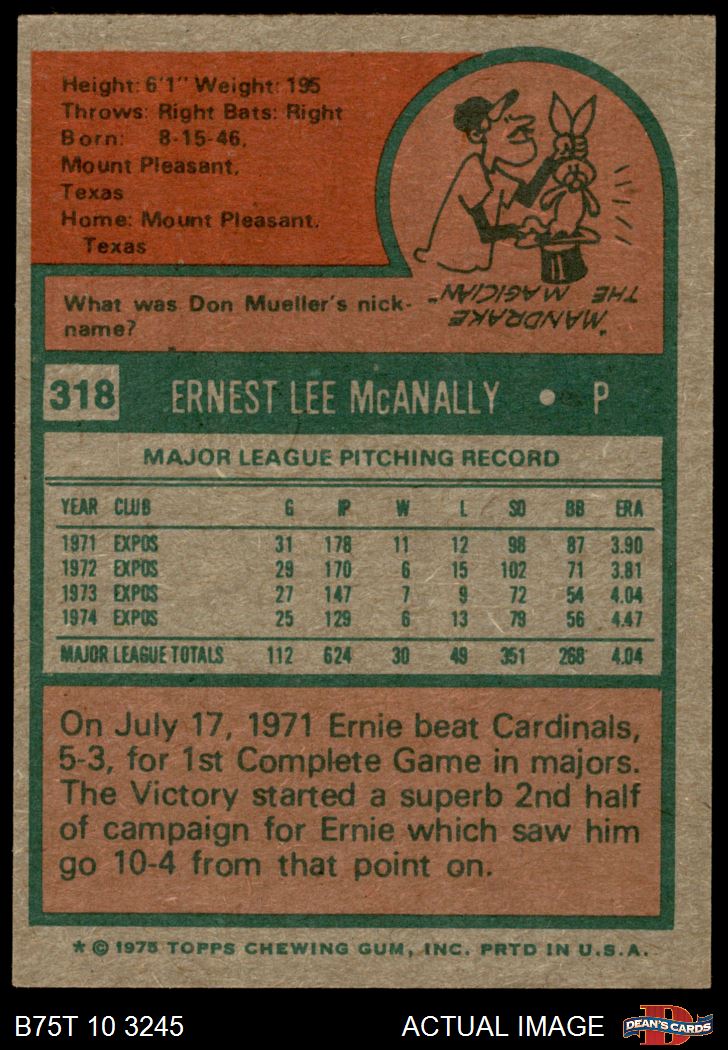 Height: 6'1" Weight: 195
Throws: Right Bats: Right
Born: 8-15-46,
Mount Pleasant,
Texas
Home: Mount Pleasant,
Texas
What was Don Mueller's nick-
name?
"MANDRAKE
THE MAGICIAN"
318 ERNEST LEE McANALLY • P
MAJOR LEAGUE PITCHING RECORD
YEAR CLUB G IP W L SO BB ERA
1971 EXPOS 31 178 11 12 98 87 3.90
1972 EXPOS 29 170 6 15 102 71 3.81
1973 EXPOS 27 147 7 9 72 54 4.04
1974 EXPOS 25 129 6 13 79 56 4.47
MAJOR LEAGUE TOTALS 112 624 30 49 351 268 4.04
On July 17, 1971 Ernie beat Cardinals,
5-3, for 1st Complete Game in majors.
The Victory started a superb 2nd half
of campaign for Ernie which saw him
go 10-4 from that point on.
* © 1975 TOPPS CHEWING GUM, INC. PRTD IN U.S.A.
B75T 10 3245 ACTUAL IMAGE
D
DEAN'S CARDS